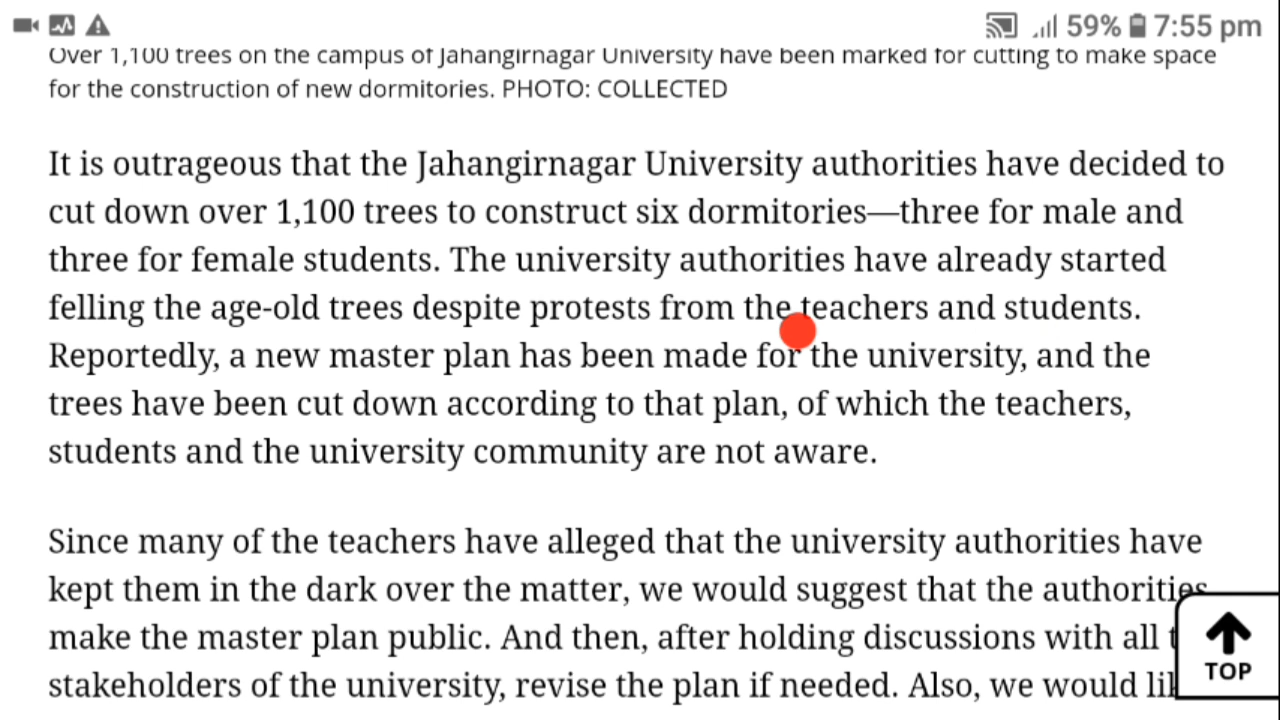 59% 7:55 pm
Over 1,100 trees on the campus of Jahangirnagar University have been marked for cutting to make space
for the construction of new dormitories. PHOTO: COLLECTED
It is outrageous that the Jahangirnagar University authorities have decided to
cut down over 1,100 trees to construct six dormitories—three for male and
three for female students. The university authorities have already started
felling the age-old trees despite protests from the teachers and students.
Reportedly, a new master plan has been made for the university, and the
trees have been cut down according to that plan, of which the teachers,
students and the university community are not aware.
Since many of the teachers have alleged that the university authorities have
kept them in the dark over the matter, we would suggest that the authorities
make the master plan public. And then, after holding discussions with all
stakeholders of the university, revise the plan if needed. Also, we would
TOP